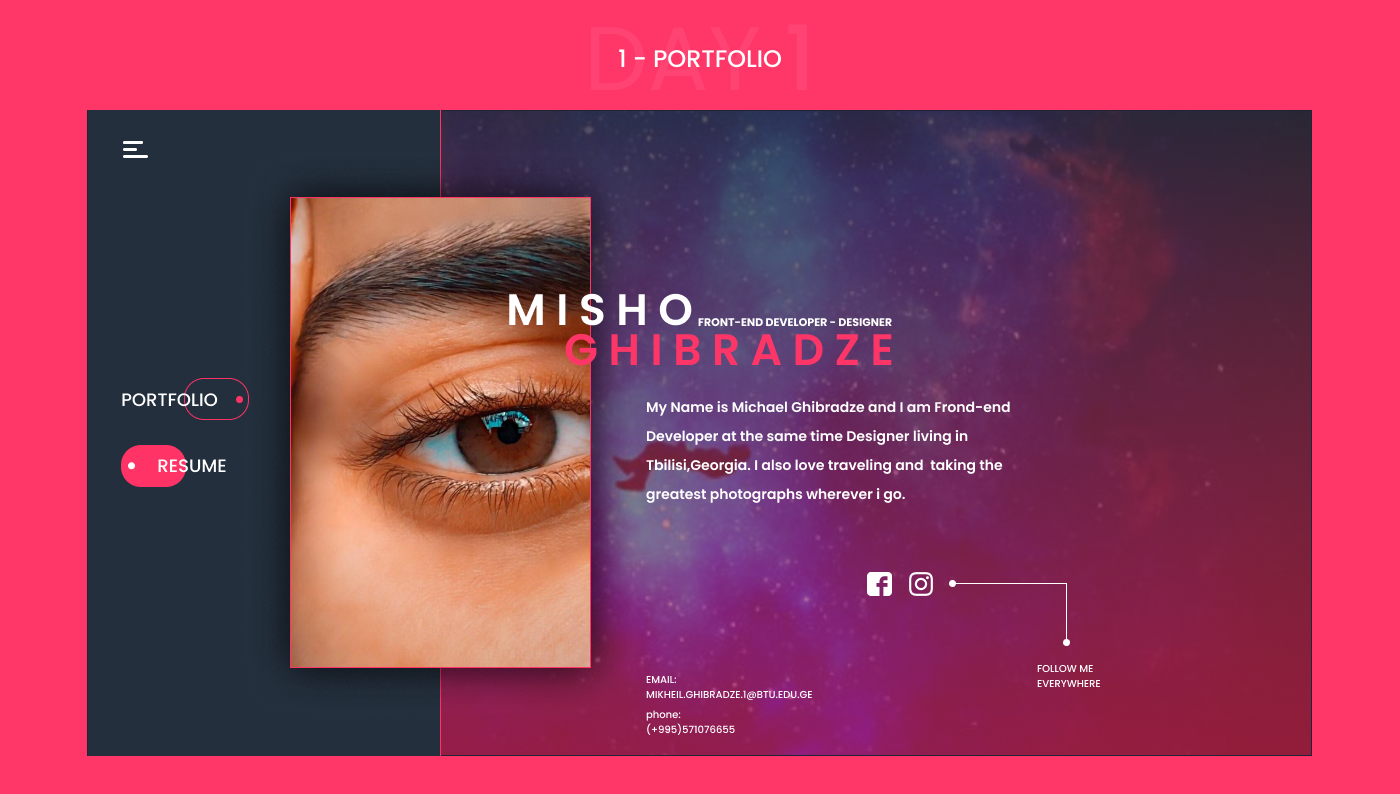 DAY 1
1 - PORTFOLIO
MISHO
FRONT-END DEVELOPER - DESIGNER
GHIBRADZE
PORTFOLIO
RESUME
My Name is Michael Ghibradze and I am Frond-end
Developer at the same time Designer living in
Tbilisi,Georgia. I also love traveling and  taking the
greatest photographs wherever i go.
FOLLOW ME
EVERYWHERE
EMAIL:
MIKHEIL.GHIBRADZE.1@BTU.EDU.GE
phone:
(+995)571076655